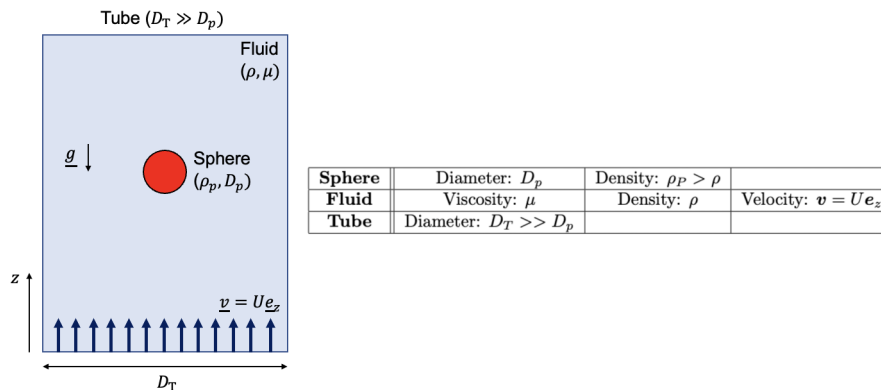 Tube (D_T ≫ D_p)
Fluid
(ρ, μ)
g
Sphere
(ρ_p, D_p)
z
v = Ue_z
D_T
Sphere Diameter: D_p Density: ρ_P > ρ
Fluid Viscosity: μ Density: ρ Velocity: v = Ue_z
Tube Diameter: D_T >> D_p